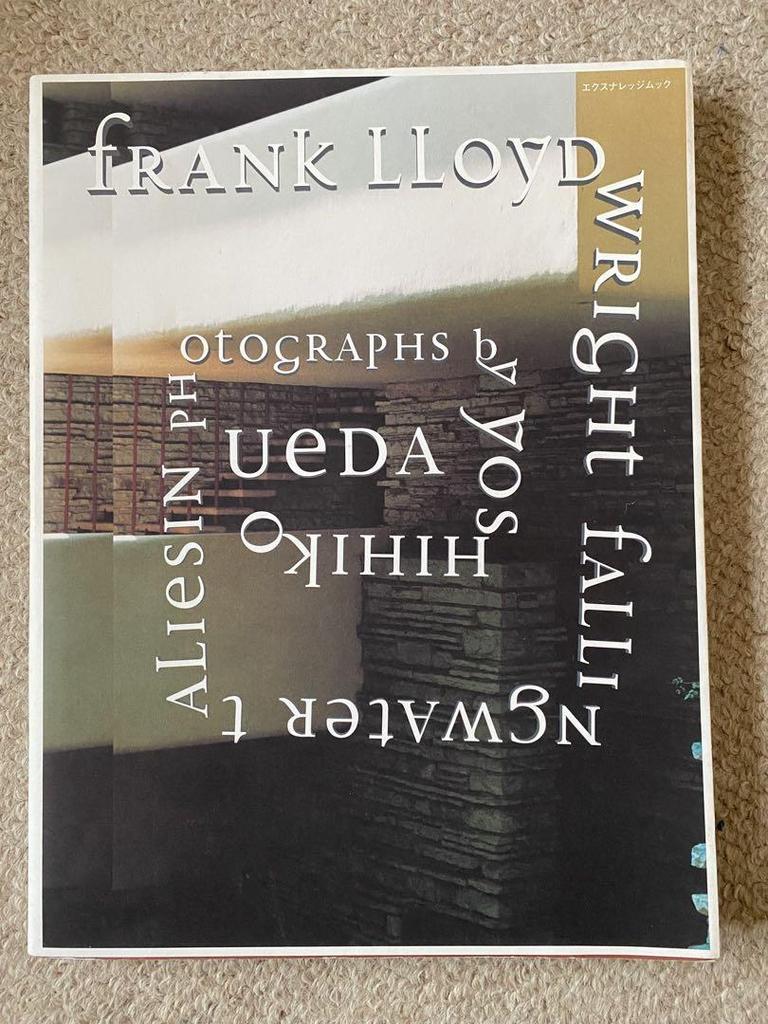 エクスナレッジムック
fRANK LLoyD
WRIGHt fALLI
NgWAteR t
ALIeSIN PH
otogRAPHS b
y yoS
HIHIKo
UeDA